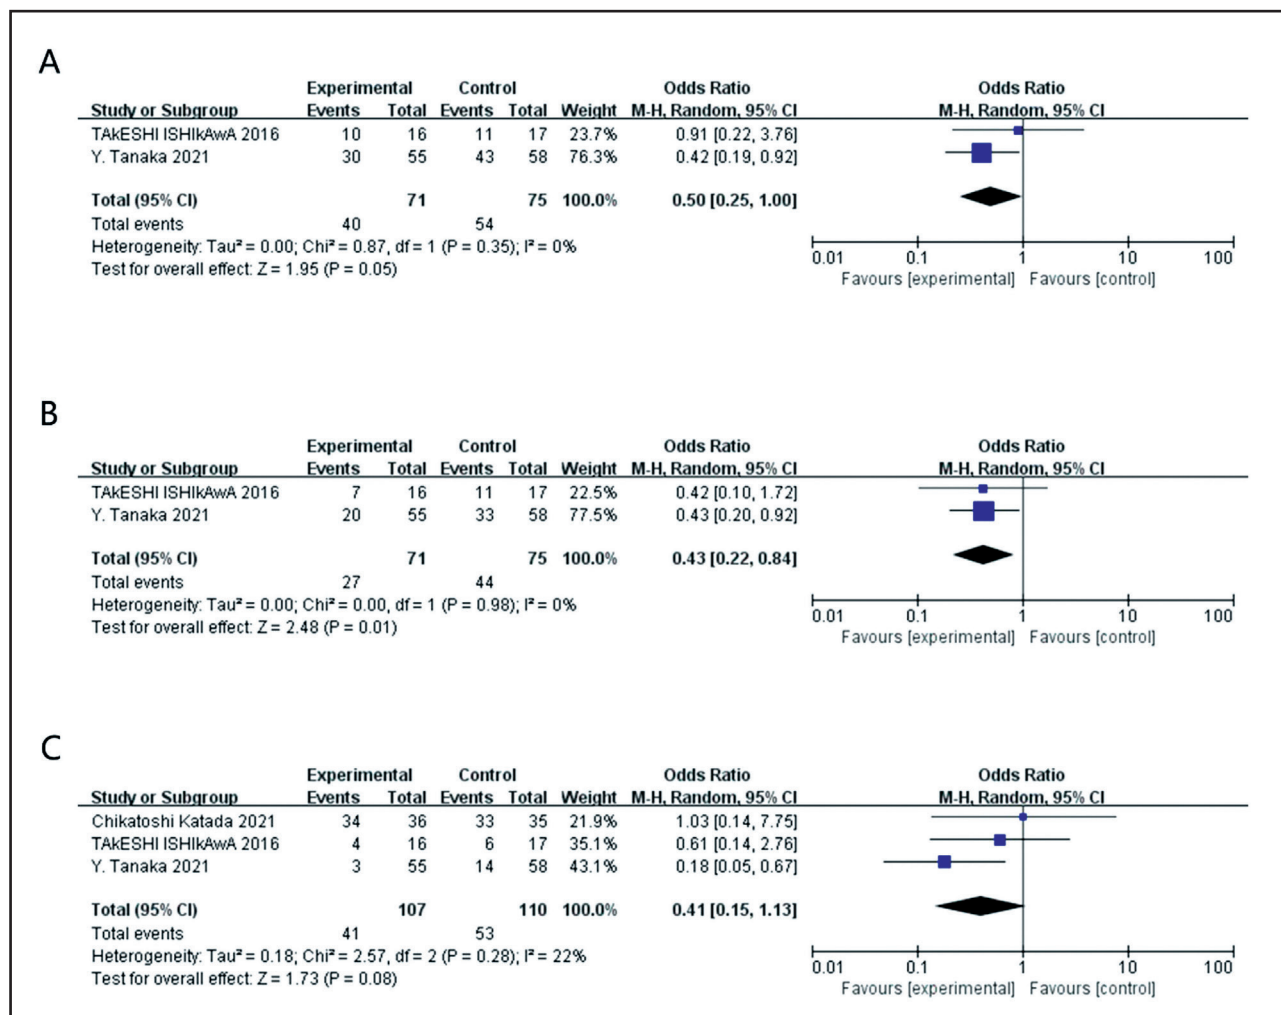 A
Experimental Control Odds Ratio Odds Ratio
Study or Subgroup Events Total Events Total Weight M-H, Random, 95% CI M-H, Random, 95% CI
TAkESHI ISHIkAwA 2016 10 16 11 17 23.7% 0.91 [0.22, 3.76]
Y. Tanaka 2021 30 55 43 58 76.3% 0.42 [0.19, 0.92]
Total (95% CI) 71 75 100.0% 0.50 [0.25, 1.00]
Total events 40 54
Heterogeneity: Tau² = 0.00; Chi² = 0.87, df = 1 (P = 0.35); I² = 0%
Test for overall effect: Z = 1.95 (P = 0.05)
0.01 0.1 1 10 100
Favours [experimental] Favours [control]
B
Experimental Control Odds Ratio Odds Ratio
Study or Subgroup Events Total Events Total Weight M-H, Random, 95% CI M-H, Random, 95% CI
TAkESHI ISHIkAwA 2016 7 16 11 17 22.5% 0.42 [0.10, 1.72]
Y. Tanaka 2021 20 55 33 58 77.5% 0.43 [0.20, 0.92]
Total (95% CI) 71 75 100.0% 0.43 [0.22, 0.84]
Total events 27 44
Heterogeneity: Tau² = 0.00; Chi² = 0.00, df = 1 (P = 0.98); I² = 0%
Test for overall effect: Z = 2.48 (P = 0.01)
0.01 0.1 1 10 100
Favours [experimental] Favours [control]
C
Experimental Control Odds Ratio Odds Ratio
Study or Subgroup Events Total Events Total Weight M-H, Random, 95% CI M-H, Random, 95% CI
Chikatoshi Katada 2021 34 36 33 35 21.9% 1.03 [0.14, 7.75]
TAkESHI ISHIkAwA 2016 4 16 6 17 35.1% 0.61 [0.14, 2.76]
Y. Tanaka 2021 3 55 14 58 43.1% 0.18 [0.05, 0.67]
Total (95% CI) 107 110 100.0% 0.41 [0.15, 1.13]
Total events 41 53
Heterogeneity: Tau² = 0.18; Chi² = 2.57, df = 2 (P = 0.28); I² = 22%
Test for overall effect: Z = 1.73 (P = 0.08)
0.01 0.1 1 10 100
Favours [experimental] Favours [control]